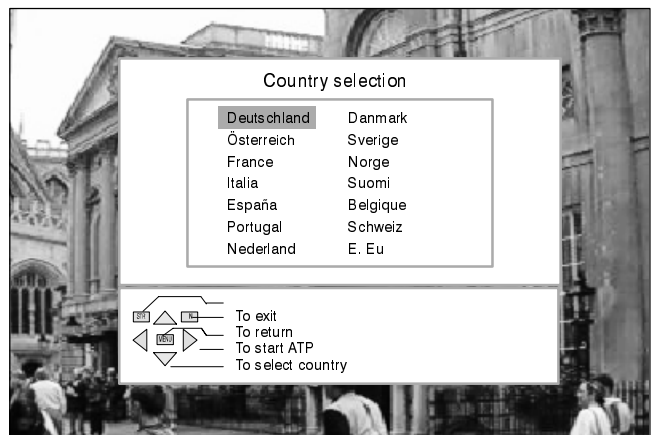 Country selection
Deutschland Danmark
Österreich Sverige
France Norge
Italia Suomi
España Belgique
Portugal Schweiz
Nederland E. Eu
STR N
To exit
MENU
To return
To start ATP
To select country